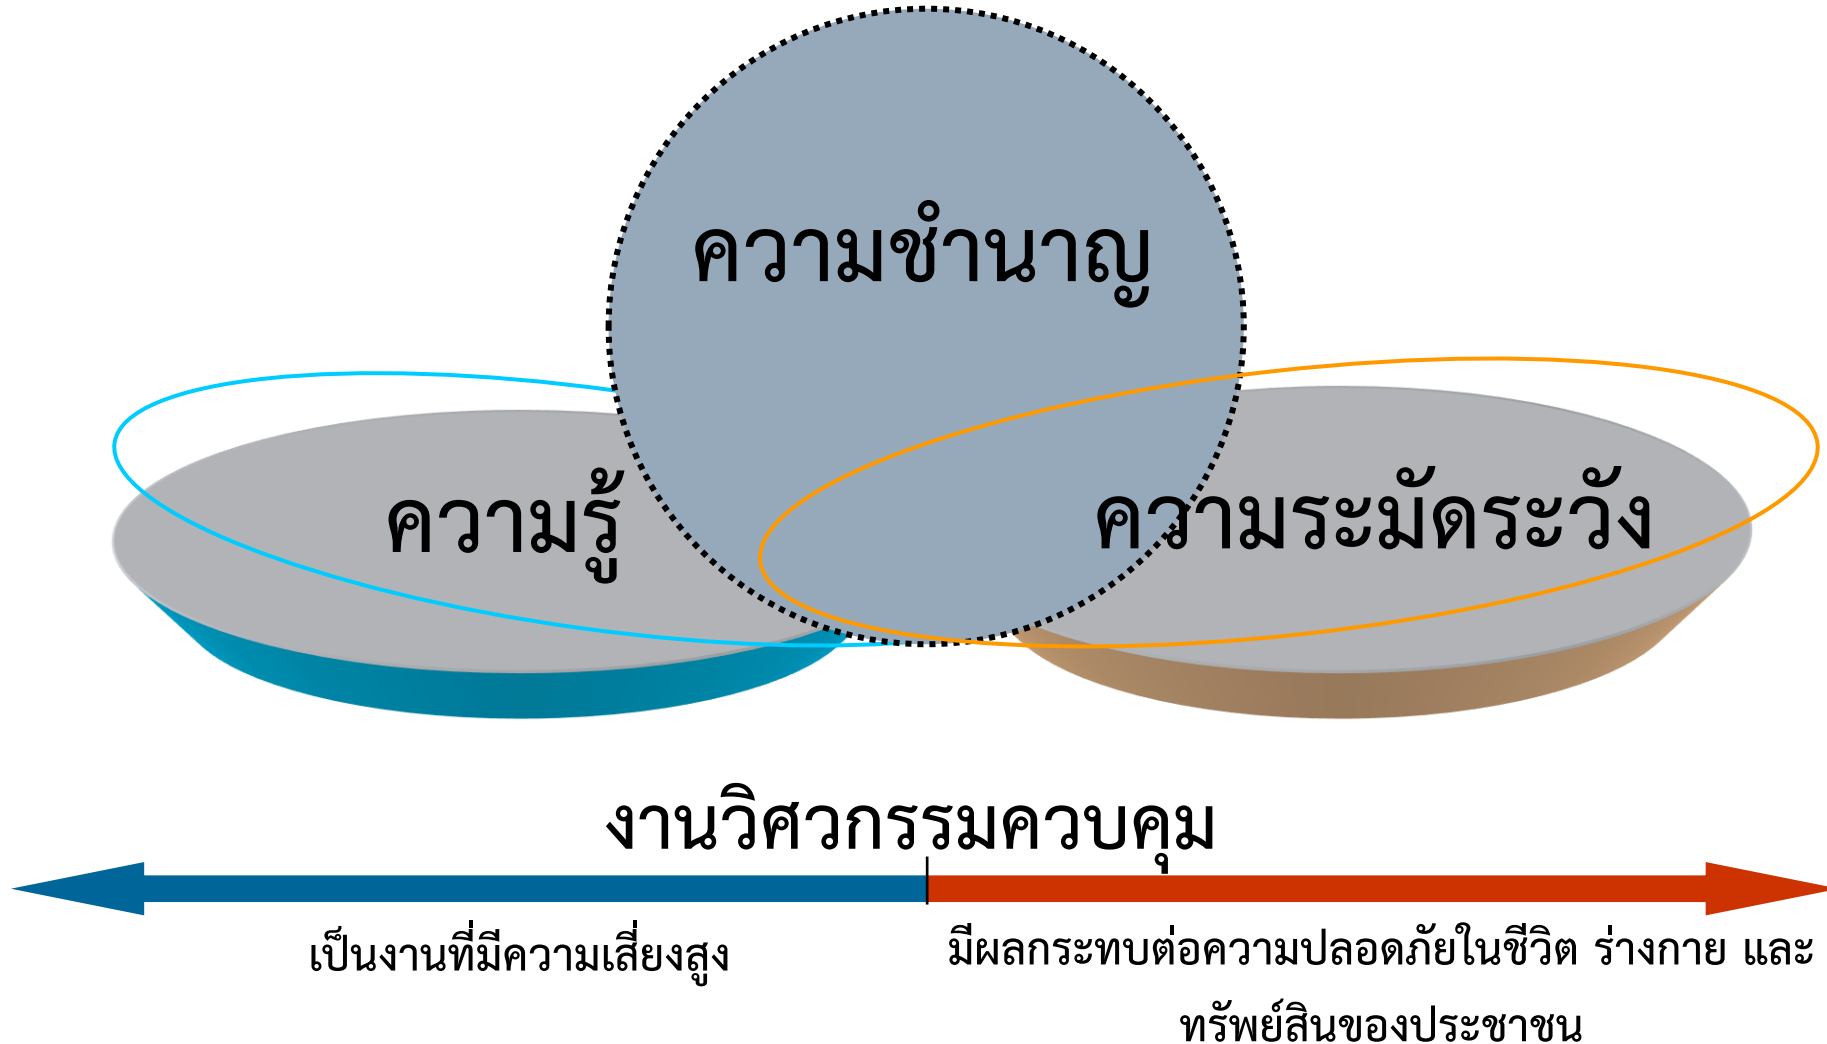 ความชำนาญ
ความรู้
ความระมัดระวัง
งานวิศวกรรมควบคุม
เป็นงานที่มีความเสี่ยงสูง
มีผลกระทบต่อความปลอดภัยในชีวิต ร่างกาย และ
ทรัพย์สินของประชาชน